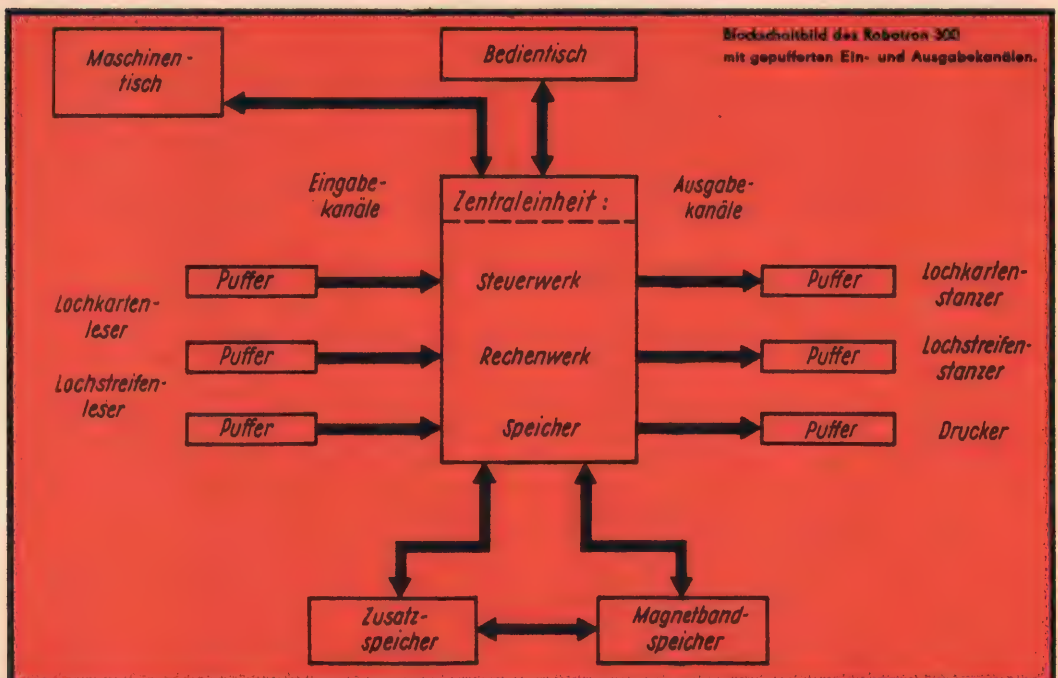 Blockschaltbild des Robotron 300
mit gepufferten Ein- und Ausgabekanälen.
Maschinen-
tisch
Bedientisch
Eingabe-
kanäle
Zentraleinheit:
Ausgabe-
kanäle
Lochkarten-
leser
Lochstreifen-
leser
Puffer
Puffer
Puffer
Steuerwerk
Rechenwerk
Speicher
Puffer
Puffer
Puffer
Lochkarten-
stanzer
Lochstreifen-
stanzer
Drucker
Zusatz-
speicher
Magnetband-
speicher